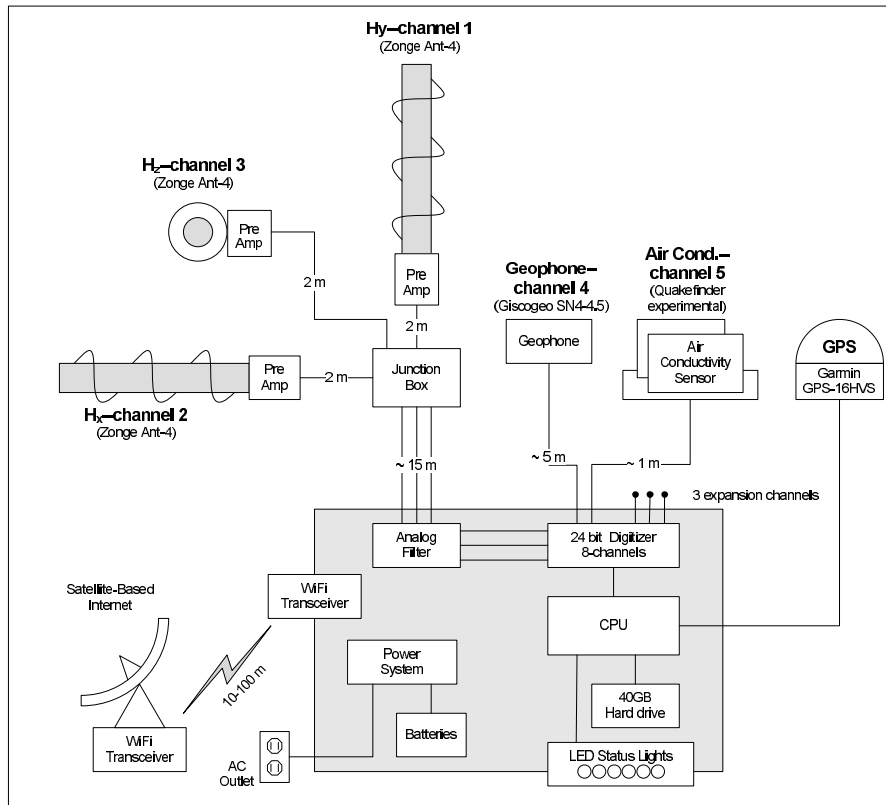 Hy–channel 1
(Zonge Ant-4)
Hz–channel 3
(Zonge Ant-4)
Pre
Amp
2 m
Pre
Amp
2 m
Geophone–
channel 4
(Giscogeo SN4-4.5)
Air Cond.–
channel 5
(Quakefinder
experimental)
Geophone
Air
Conductivity
Sensor
GPS
Garmin
GPS-16HVS
Pre
Amp
2 m
Junction
Box
Hx–channel 2
(Zonge Ant-4)
~ 15 m
~ 5 m
~ 1 m
3 expansion channels
Analog
Filter
24 bit Digitizer
8-channels
Satellite-Based
Internet
WiFi
Transceiver
CPU
10-100 m
Power
System
40GB
Hard drive
Batteries
WiFi
Transceiver
AC
Outlet
LED Status Lights